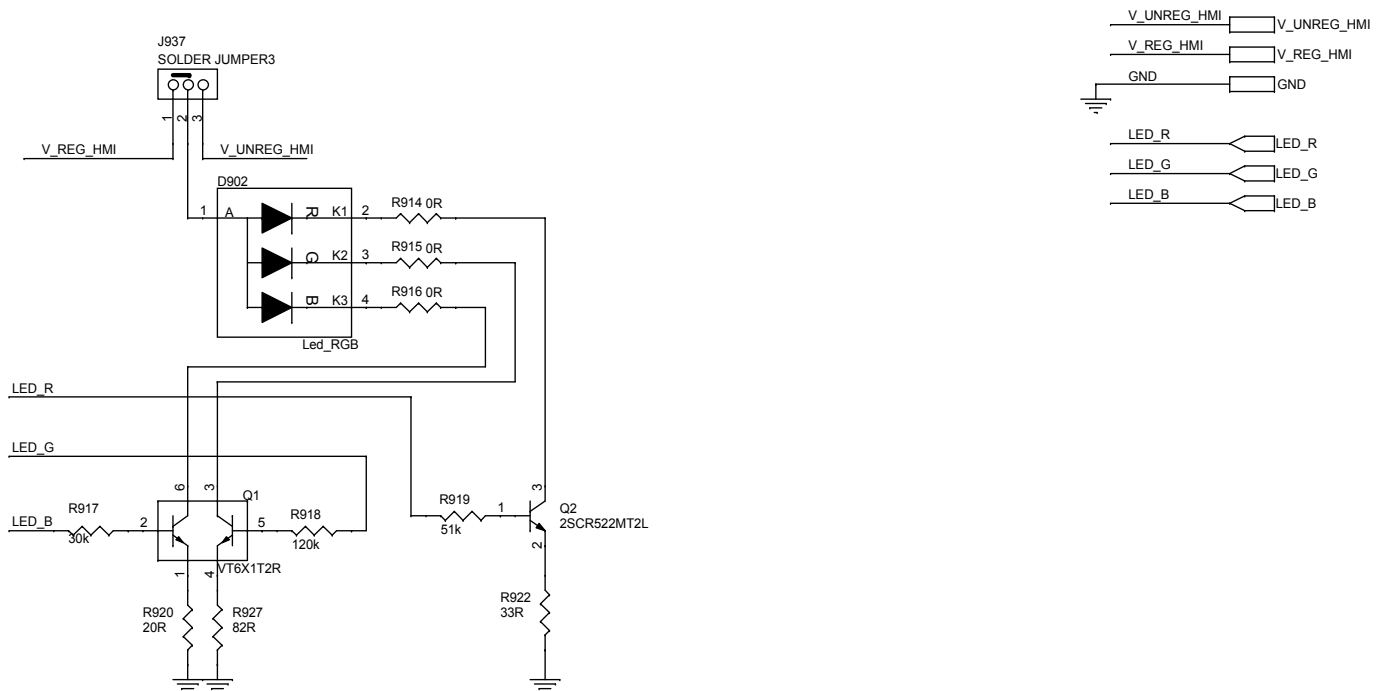 J937
SOLDER JUMPER3
1 2 3
V_REG_HMI
V_UNREG_HMI
D902
1 A
R K1 2
G K2 3
B K3 4
Led_RGB
R914 0R
R915 0R
R916 0R
LED_R
LED_G
LED_B
R917
30k
2
6 3
Q1
5
R918
120k
1 4
VT6X1T2R
R920
20R
R927
82R
R919
51k
1
3
Q2
2SCR522MT2L
2
R922
33R
V_UNREG_HMI V_UNREG_HMI
V_REG_HMI V_REG_HMI
GND GND
LED_R LED_R
LED_G LED_G
LED_B LED_B